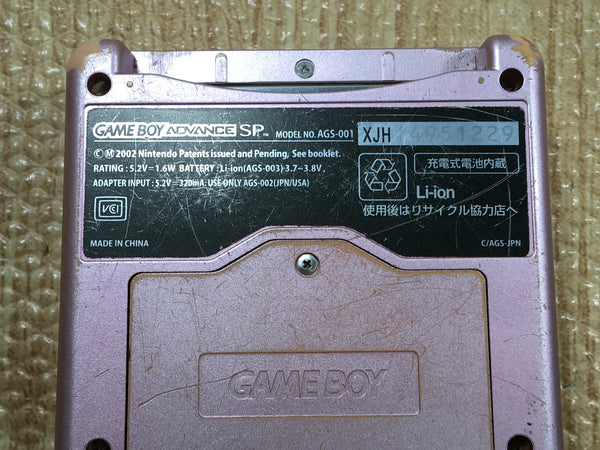 GAME BOY ADVANCE SP™ MODEL NO. AGS-001 XJH 14951229
©Ⓜ 2002 Nintendo Patents issued and Pending, See booklet.
RATING : 5.2V⎓1.6W BATTERY : Li-ion(AGS-003) 3.7~3.8V,
ADAPTER INPUT : 5.2V⎓320mA. USE ONLY AGS-002(JPN/USA)
VCI
MADE IN CHINA
充電式電池内蔵
Li-ion
使用後はリサイクル協力店へ
C/AGS-JPN
GAME BOY